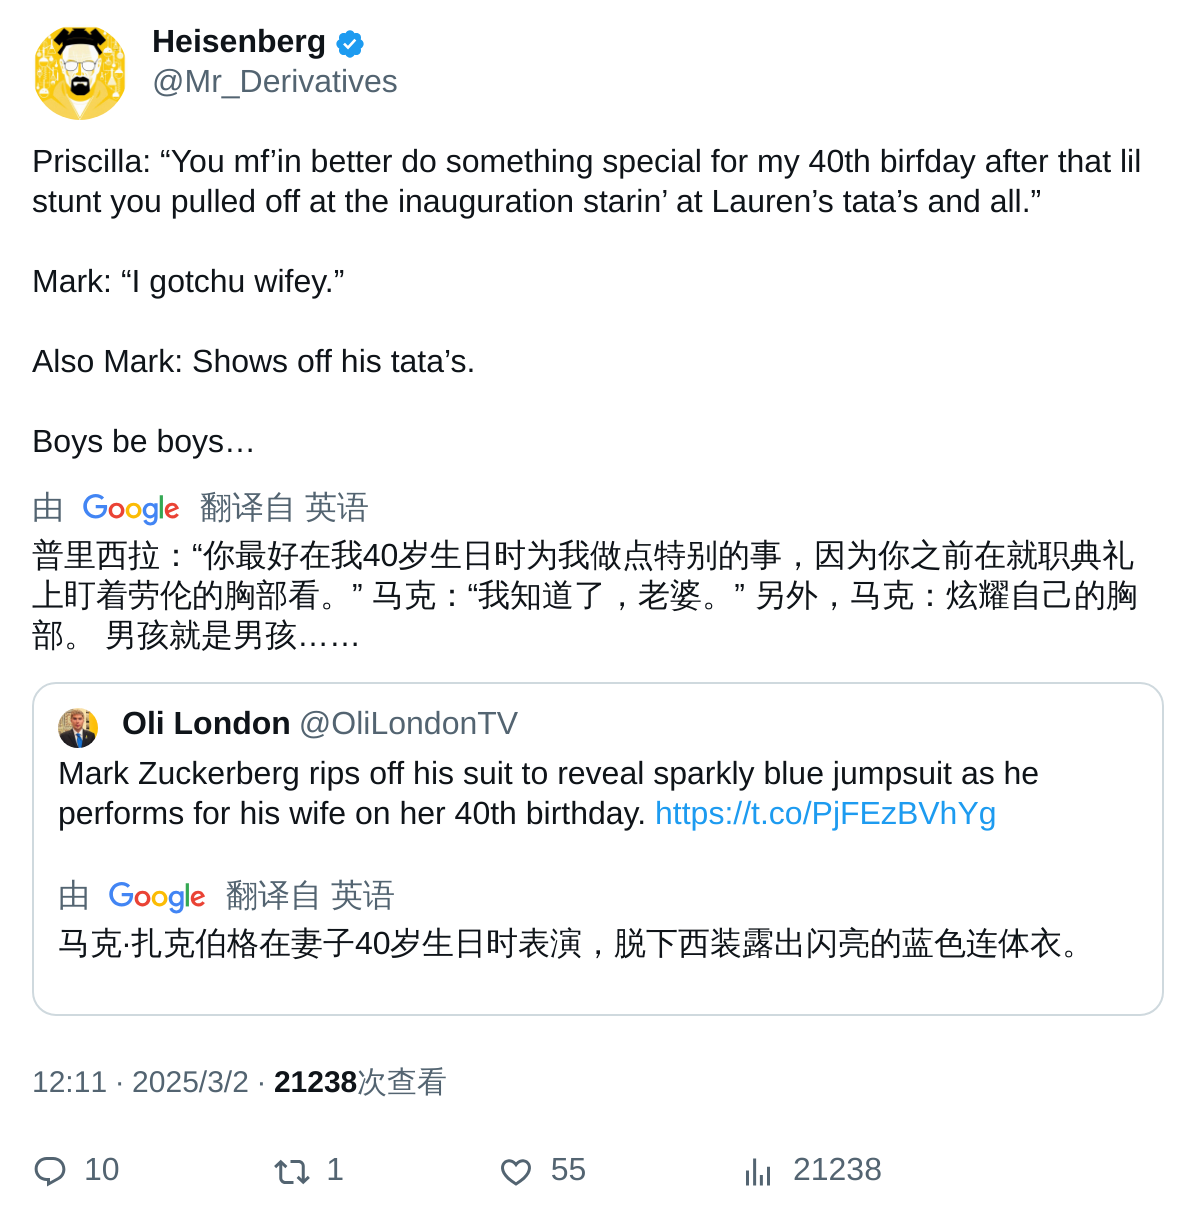 Heisenberg
@Mr_Derivatives
Priscilla: “You mf’in better do something special for my 40th birfday after that lil
stunt you pulled off at the inauguration starin’ at Lauren’s tata’s and all.”
Mark: “I gotchu wifey.”
Also Mark: Shows off his tata’s.
Boys be boys…
由 Google 翻译自 英语
普里西拉：“你最好在我40岁生日时为我做点特别的事，因为你之前在就职典礼
上盯着劳伦的胸部看。” 马克：“我知道了，老婆。” 另外，马克：炫耀自己的胸
部。 男孩就是男孩……
Oli London @OliLondonTV
Mark Zuckerberg rips off his suit to reveal sparkly blue jumpsuit as he
performs for his wife on her 40th birthday. https://t.co/PjFEzBVhYg
由 Google 翻译自 英语
马克·扎克伯格在妻子40岁生日时表演，脱下西装露出闪亮的蓝色连体衣。
12:11 · 2025/3/2 · 21238次查看
10 1 55 21238